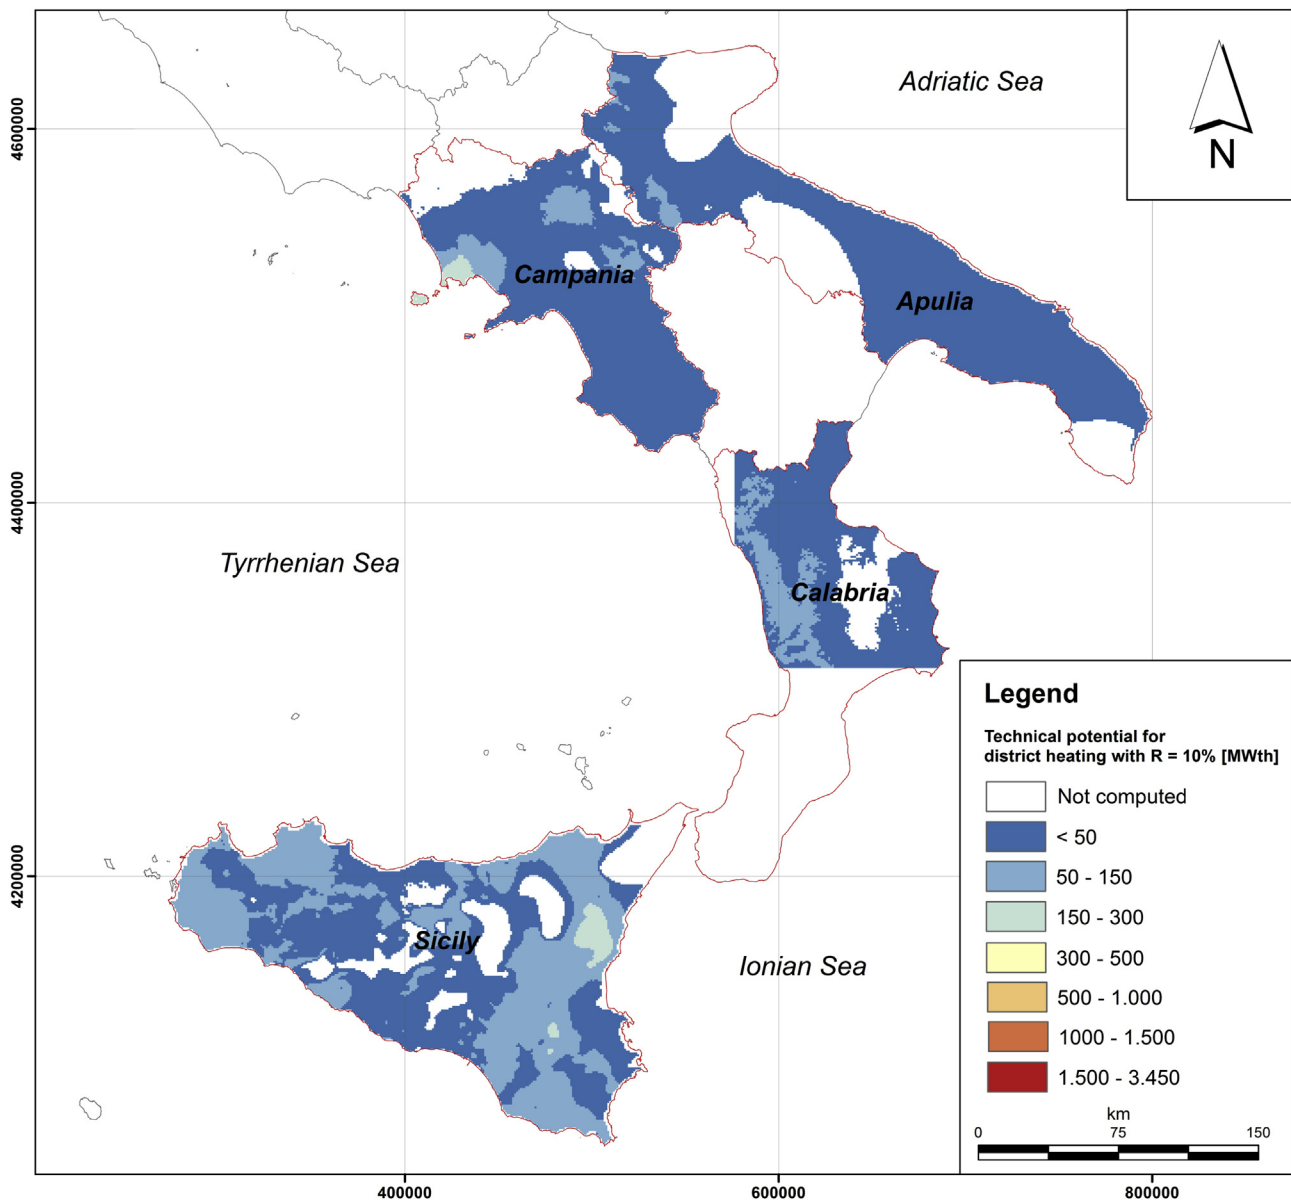 Adriatic Sea
N
4600000
Campania
Apulia
4400000
Tyrrhenian Sea
Calabria
Legend
Technical potential for
district heating with R = 10% [MWth]
Not computed
< 50
50 - 150
4200000
150 - 300
Sicily
300 - 500
Ionian Sea
500 - 1.000
1000 - 1.500
1.500 - 3.450
km
0 75 150
400000 600000 800000